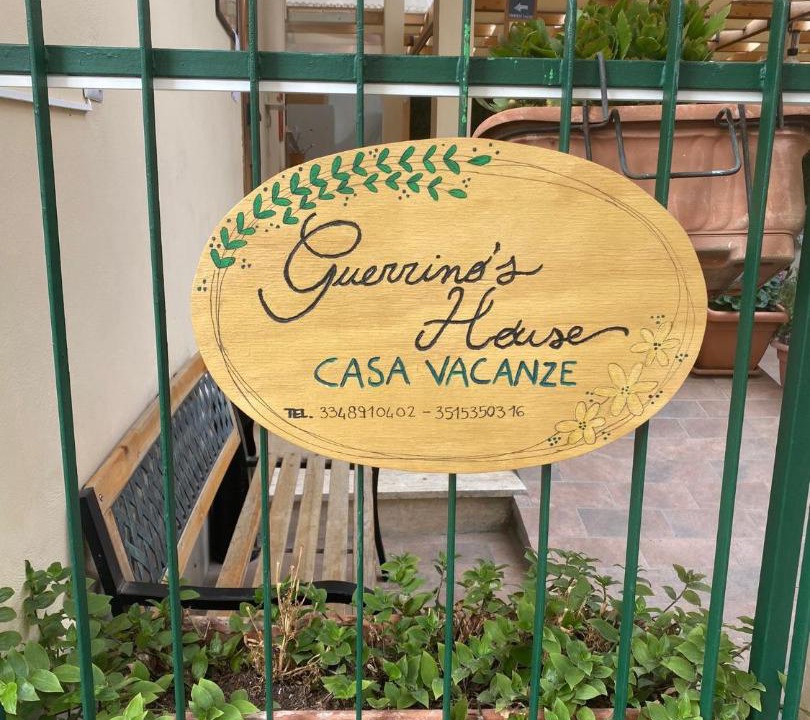 Guerrino's
House
CASA VACANZE
TEL. 3348910402 - 3515350316